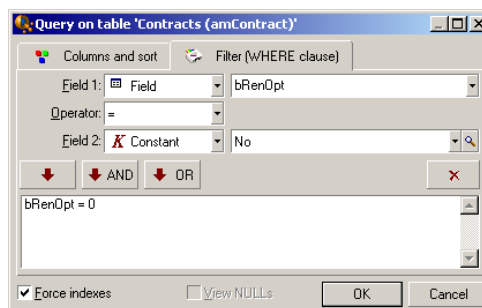 Query on table 'Contracts (amContract)'
Columns and sort
Filter (WHERE clause)
Field 1: Field bRenOpt
Operator: =
Field 2: K Constant No
AND OR
bRenOpt = 0
Force indexes View NULLs OK Cancel